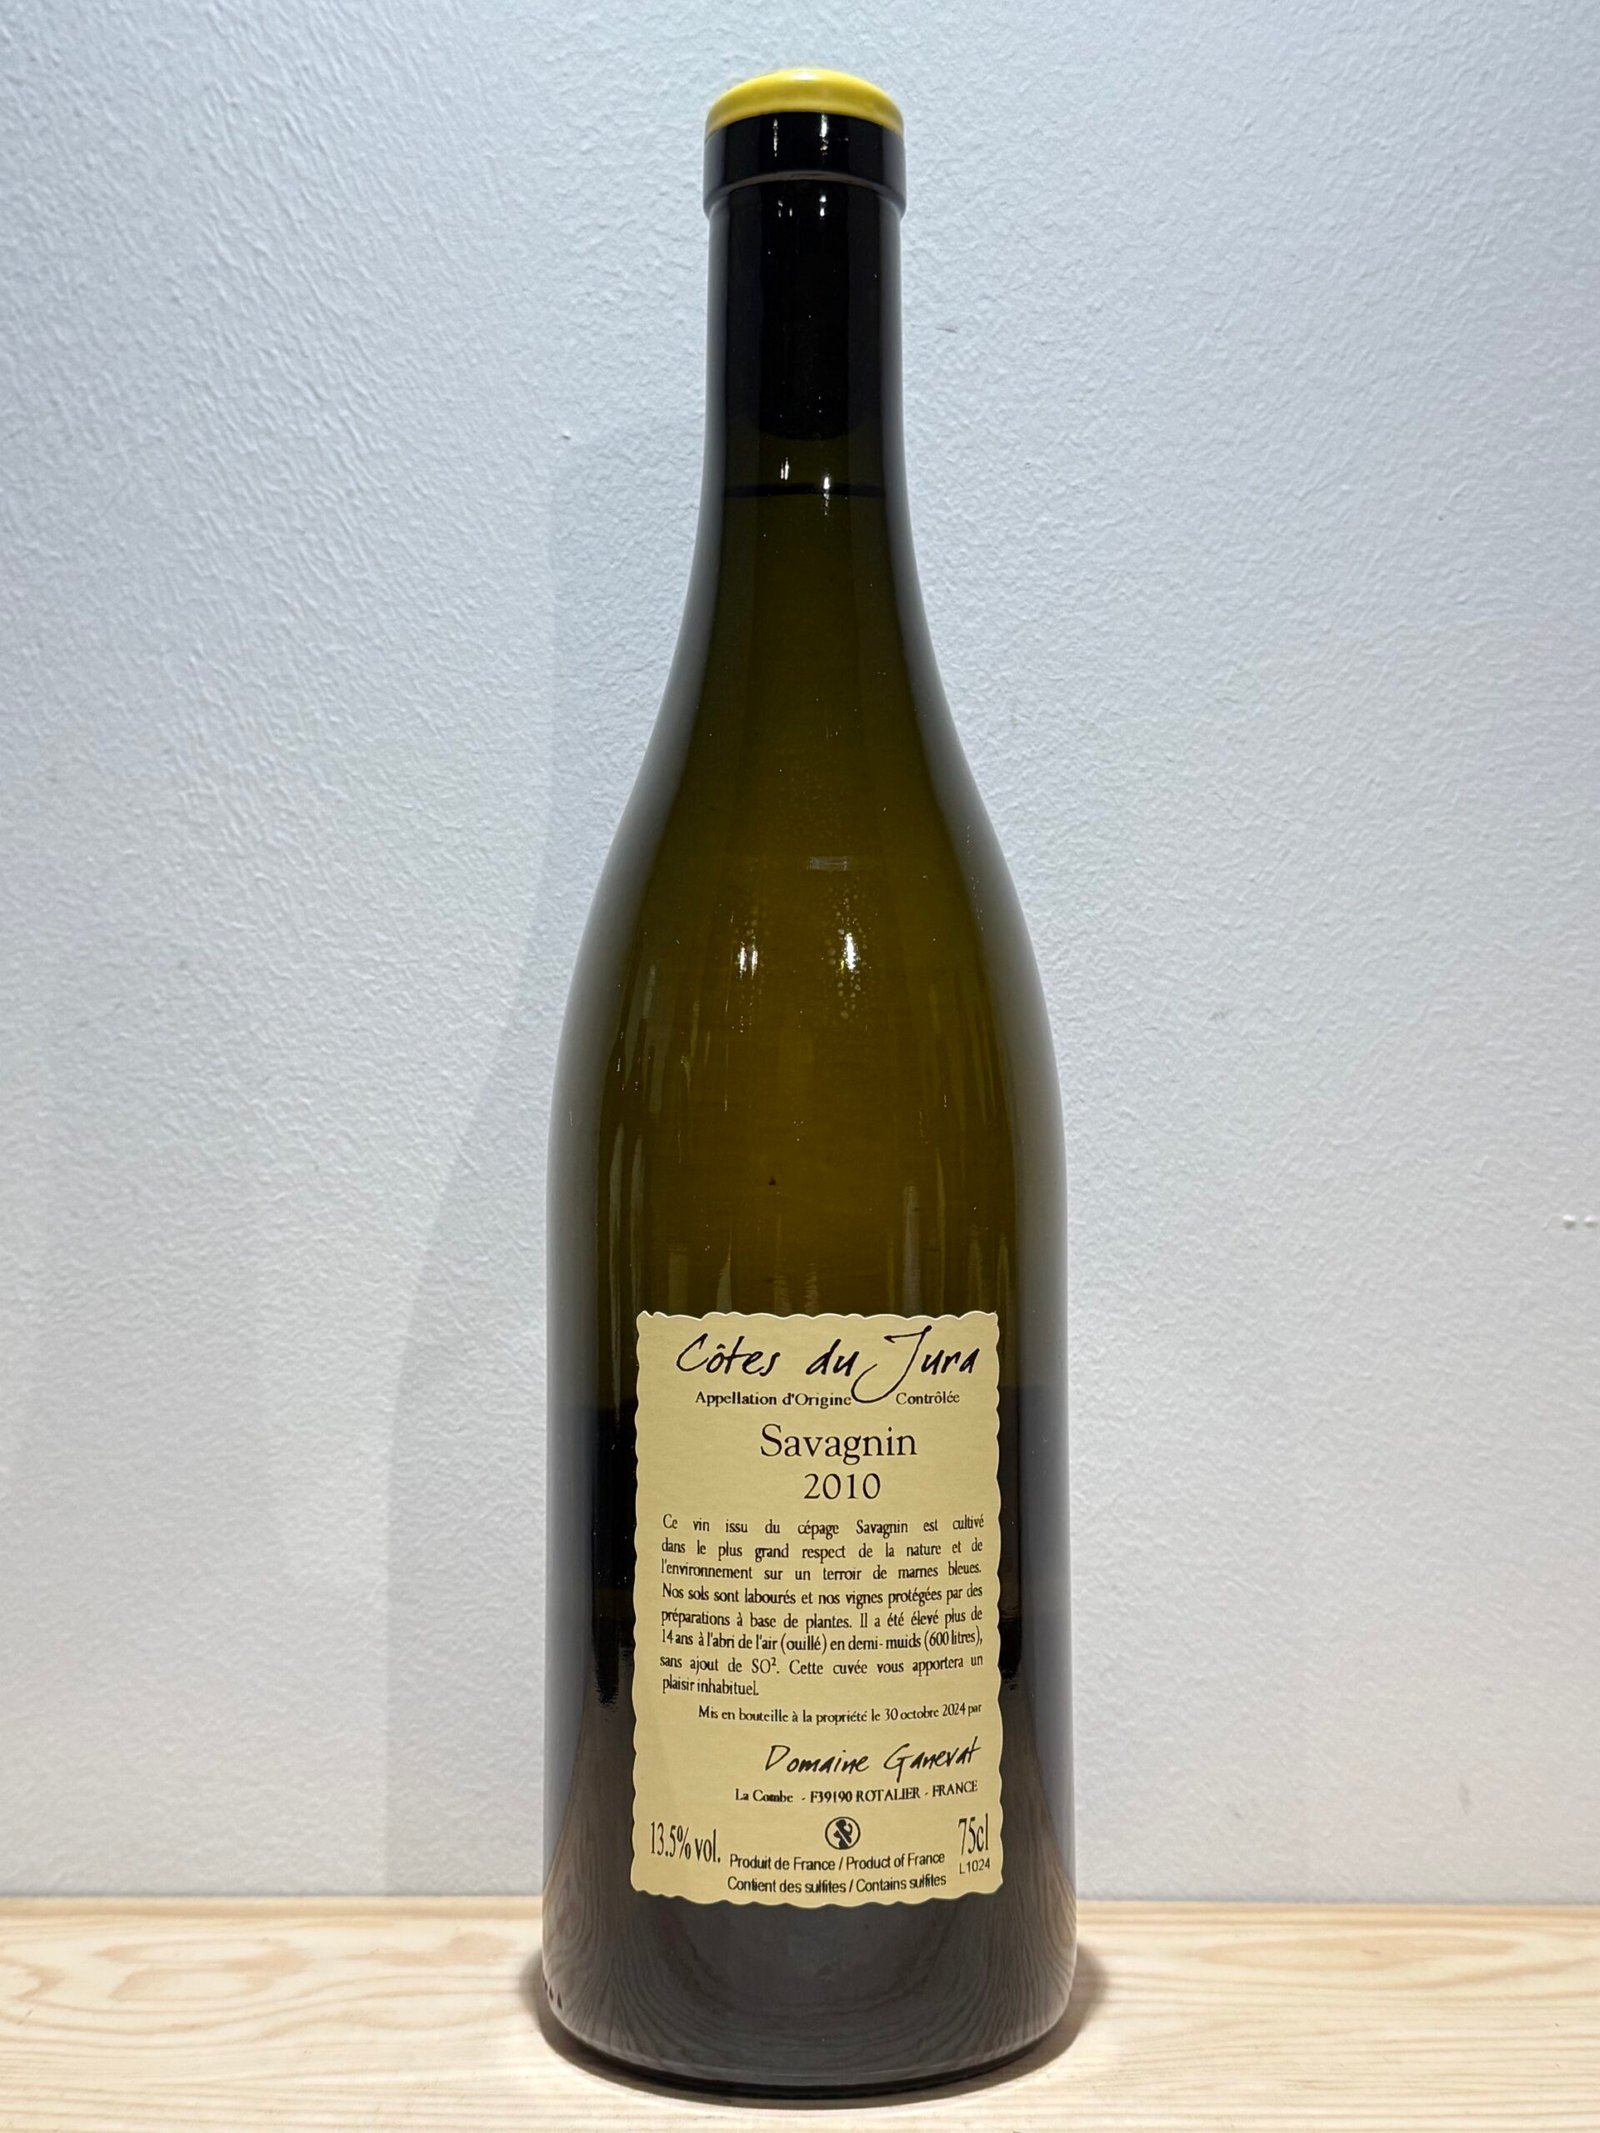 Côtes du Jura
Appellation d'Origine Contrôlée
Savagnin
2010
Ce vin issu du cépage Savagnin est cultivé
dans le plus grand respect de la nature et de
l'environnement sur un terroir de marnes bleues.
Nos sols sont labourés et nos vignes protégées par des
préparations à base de plantes. Il a été élevé plus de
14 ans à l'abri de l'air (ouillé) en demi-muids (600 litres),
sans ajout de SO². Cette cuvée vous apportera un
plaisir inhabituel.
Mis en bouteille à la propriété le 30 octobre 2024 par
Domaine Ganevat
La Combe - F39190 ROTALIER - FRANCE
13.5% vol.
75cl
Produit de France / Product of France
L1024
Contient des sulfites / Contains sulfites